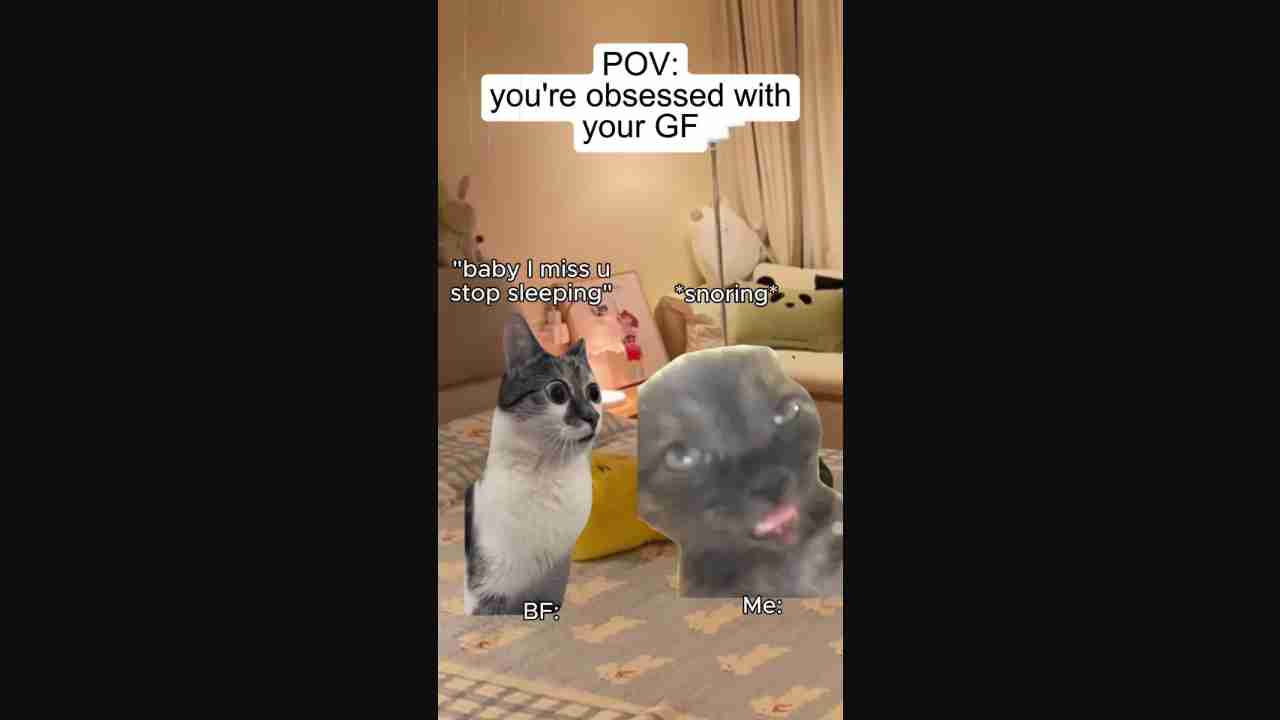 POV:
you're obsessed with
your GF
"baby I miss u
stop sleeping"
*snoring*
BF:
Me: